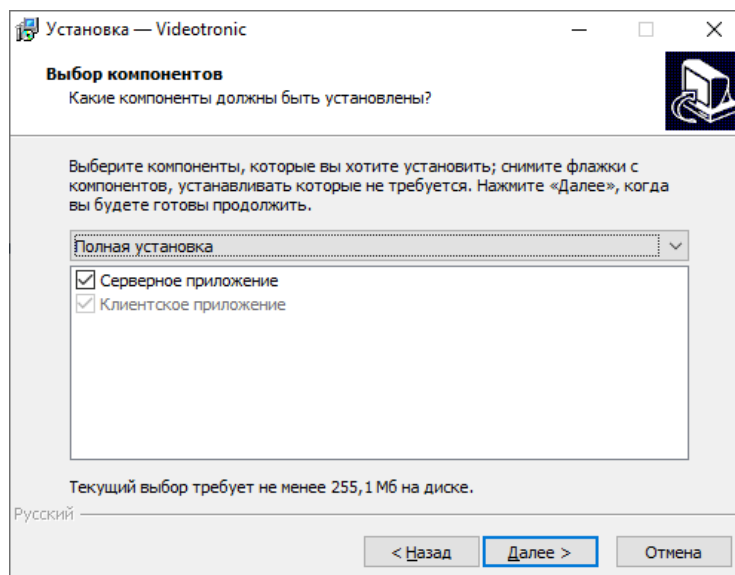 Установка — Videotronic
Выбор компонентов
Какие компоненты должны быть установлены?
Выберите компоненты, которые вы хотите установить; снимите флажки с
компонентов, устанавливать которые не требуется. Нажмите «Далее», когда
вы будете готовы продолжить.
Полная установка
Серверное приложение
Клиентское приложение
Текущий выбор требует не менее 255,1 Мб на диске.
Русский
< Назад
Далее >
Отмена